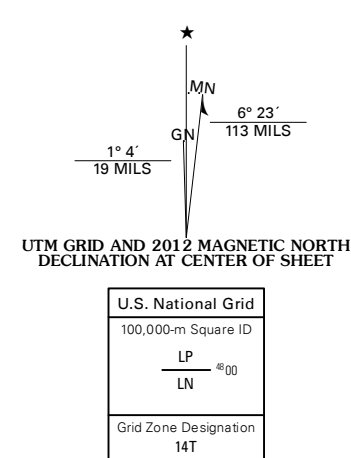 ★
MN
6° 23´
113 MILS
GN
1° 4´
19 MILS
UTM GRID AND 2012 MAGNETIC NORTH
DECLINATION AT CENTER OF SHEET
U.S. National Grid
100,000-m Square ID
LP
4800
LN
Grid Zone Designation
14T